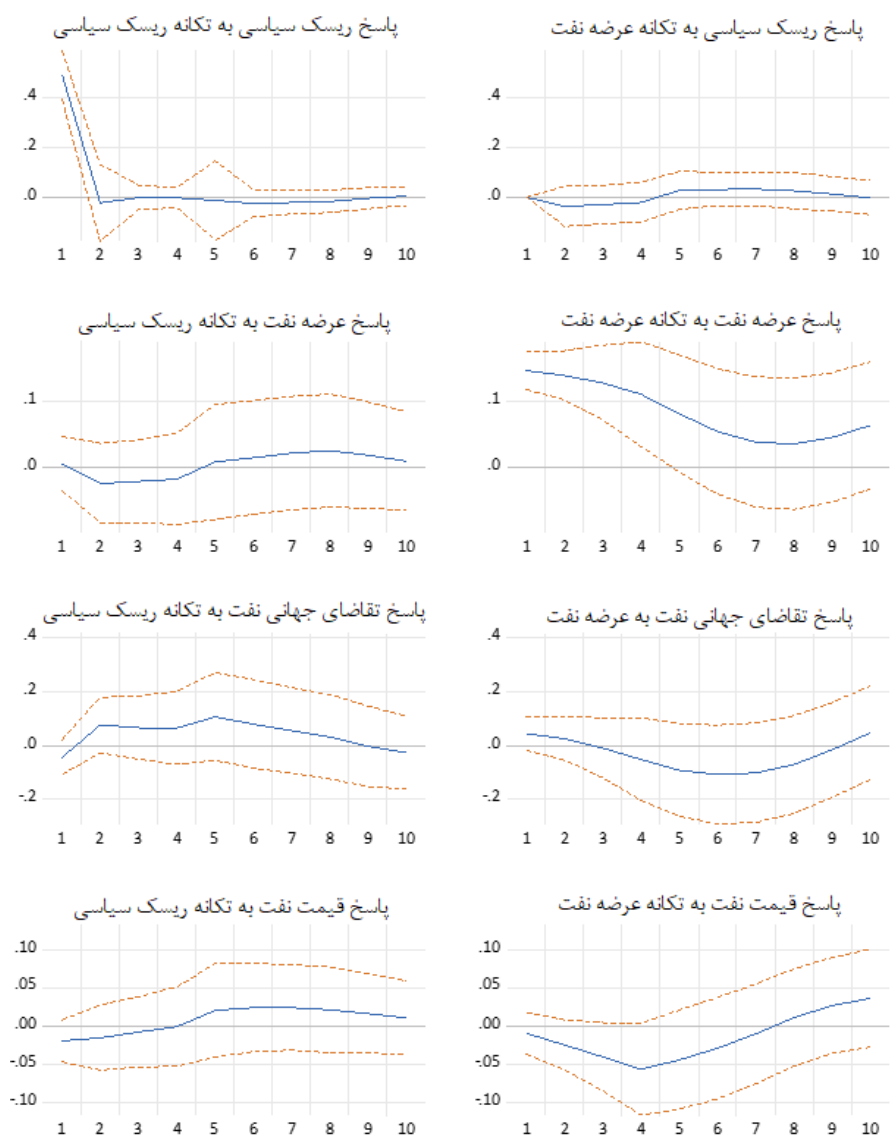 پاسخ ریسک سیاسی به تکانه ریسک سیاسی
.4
.2
.0
1 2 3 4 5 6 7 8 9 10
پاسخ ریسک سیاسی به تکانه عرضه نفت
.4
.2
.0
1 2 3 4 5 6 7 8 9 10
پاسخ عرضه نفت به تکانه ریسک سیاسی
.1
.0
1 2 3 4 5 6 7 8 9 10
پاسخ عرضه نفت به تکانه عرضه نفت
.1
.0
1 2 3 4 5 6 7 8 9 10
پاسخ تقاضای جهانی نفت به تکانه ریسک سیاسی
.4
.2
.0
-.2
1 2 3 4 5 6 7 8 9 10
پاسخ تقاضای جهانی نفت به عرضه نفت
.4
.2
.0
-.2
1 2 3 4 5 6 7 8 9 10
پاسخ قیمت نفت به تکانه ریسک سیاسی
.10
.05
.00
-.05
-.10
1 2 3 4 5 6 7 8 9 10
پاسخ قیمت نفت به تکانه عرضه نفت
.10
.05
.00
-.05
-.10
1 2 3 4 5 6 7 8 9 10